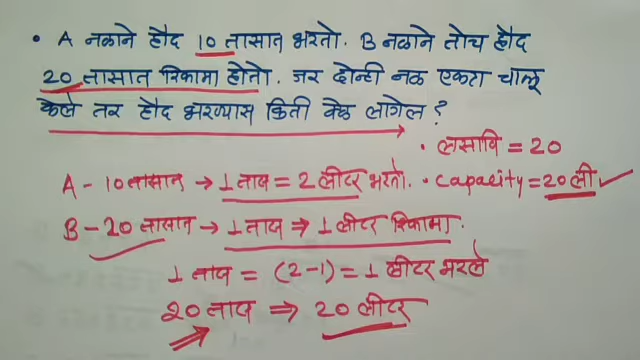 • A नळाने हौद 10 तासात भरतो. B नळाने तोच हौद
20 तासात रिकामा होतो. जर दोन्ही नळ एकदा चालू
केले तर हौद भरण्यास किती वेळ लागेल ?
• लसावि = 20
A - 10 तासात → 1 तास = 2 लीटर भरतो. • Capacity = 20 ली ✓
B - 20 तासात → 1 तास ⇒ 1 लीटर रिकामा.
1 तास = (2-1) = 1 लीटर भरले
20 तास ⇒ 20 लीटर